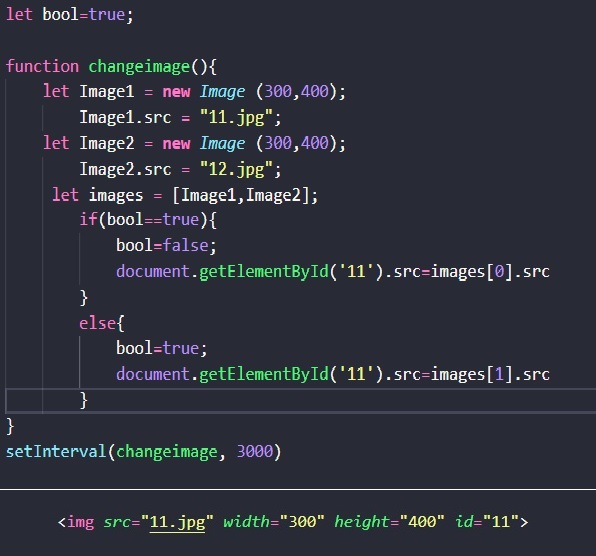 let bool=true;
function changeimage(){
let Image1 = new Image (300,400);
Image1.src = "11.jpg";
let Image2 = new Image (300,400);
Image2.src = "12.jpg";
let images = [Image1,Image2];
if(bool==true){
bool=false;
document.getElementById('11').src=images[0].src
}
else{
bool=true;
document.getElementById('11').src=images[1].src
}
}
setInterval(changeimage, 3000)
<img src="11.jpg" width="300" height="400" id="11">